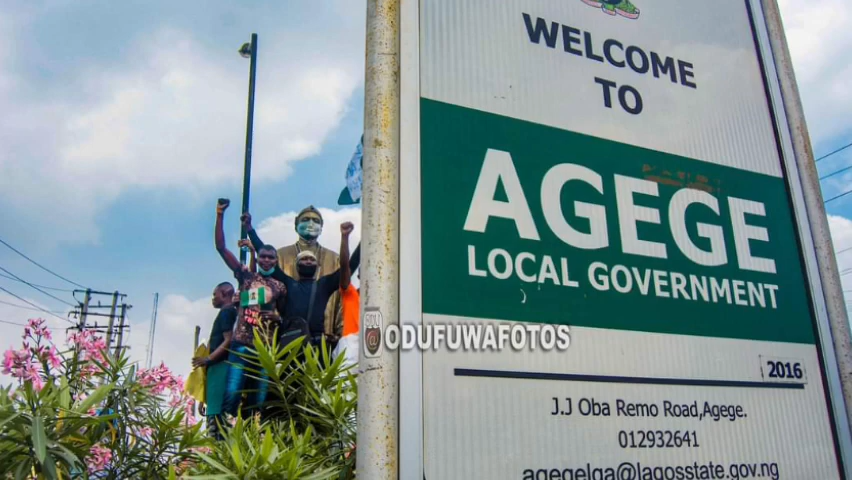 WELCOME
TO
AGEGE
LOCAL GOVERNMENT
@ODUFUWAFOTOS
2016
J.J Oba Remo Road,Agege.
012932641
agegelga@lagosstate.gov.ng